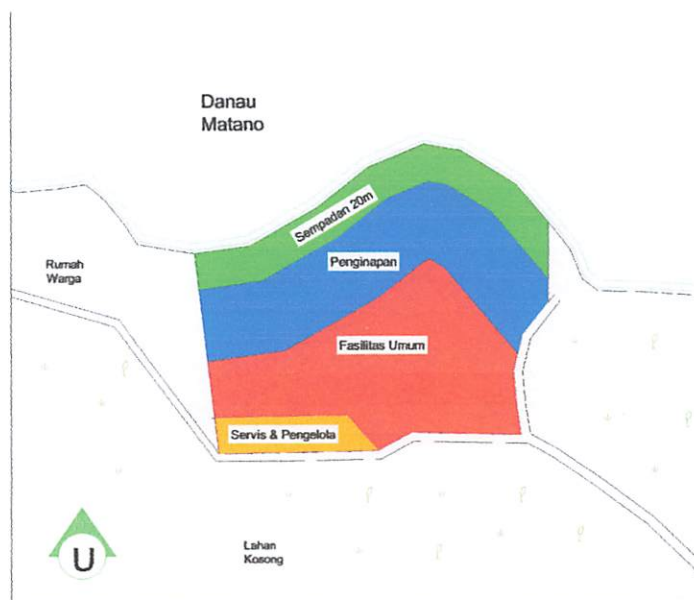 Danau
Matano
Sempadan 20m
Penginapan
Rumah
Warga
Fasilitas Umum
Servis & Pengelola
Lahan
Kosong
U